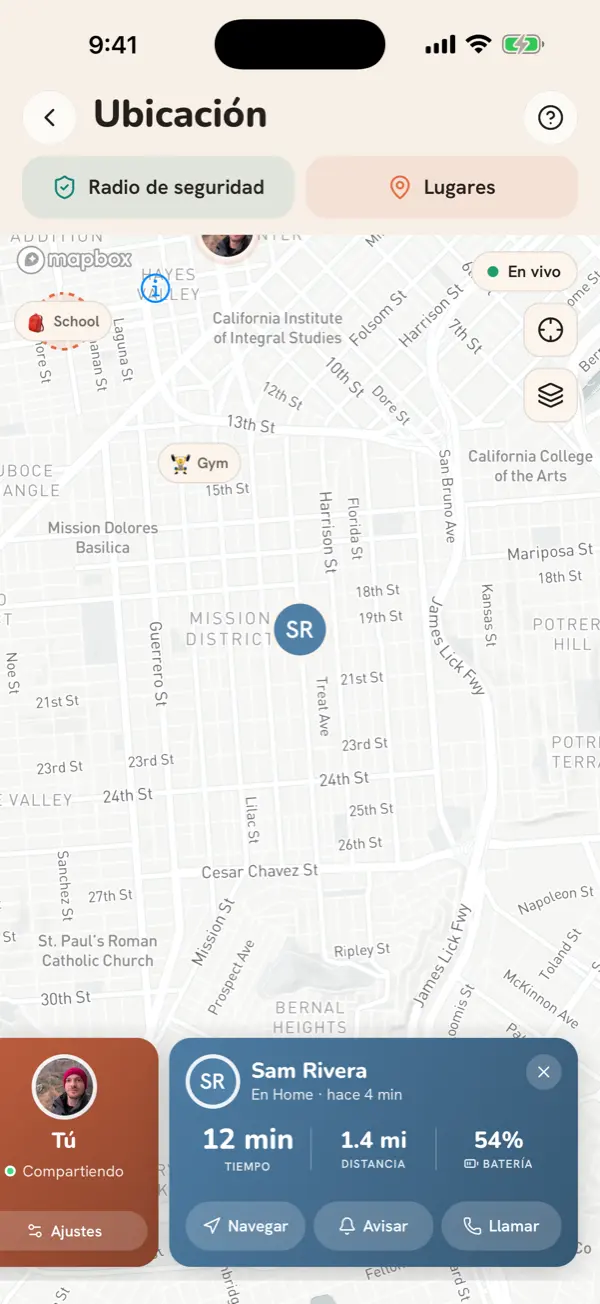 9:41
Ubicación
Radio de seguridad
Lugares
ADDITION
mapbox
HAYES
VALLEY
En vivo
School
California Institute
of Integral Studies
Folsom St
Harrison St
7th St
Laguna St
10th St
Dore St
12th St
13th St
Gym
15th St
San Bruno Ave
California College
of the Arts
Mission Dolores
Basilica
Harrison St
Florida St
Mariposa St
18th St
18th St
19th St
MISSION
DISTRICT
SR
James Lick Fwy
Kansas St
POTRER
HILL
Guerrero St
Noe St
21st St
21st St
Treat Ave
23rd St
23rd St
23rd St
24th St
24th St
VALLEY
Lilac St
25th St
26th St
Cesar Chavez St
Sanchez St
27th St
Mission St
Prospect Ave
St. Paul's Roman
Catholic Church
30th St
Ripley St
James Lick Fwy
Napoleon St
Toland St
McKinnon Ave
BERNAL
HEIGHTS
Tú
Compartiendo
Ajustes
SR
Sam Rivera
En Home · hace 4 min
12 min
TIEMPO
1.4 mi
DISTANCIA
54%
BATERÍA
Navegar
Avisar
Llamar